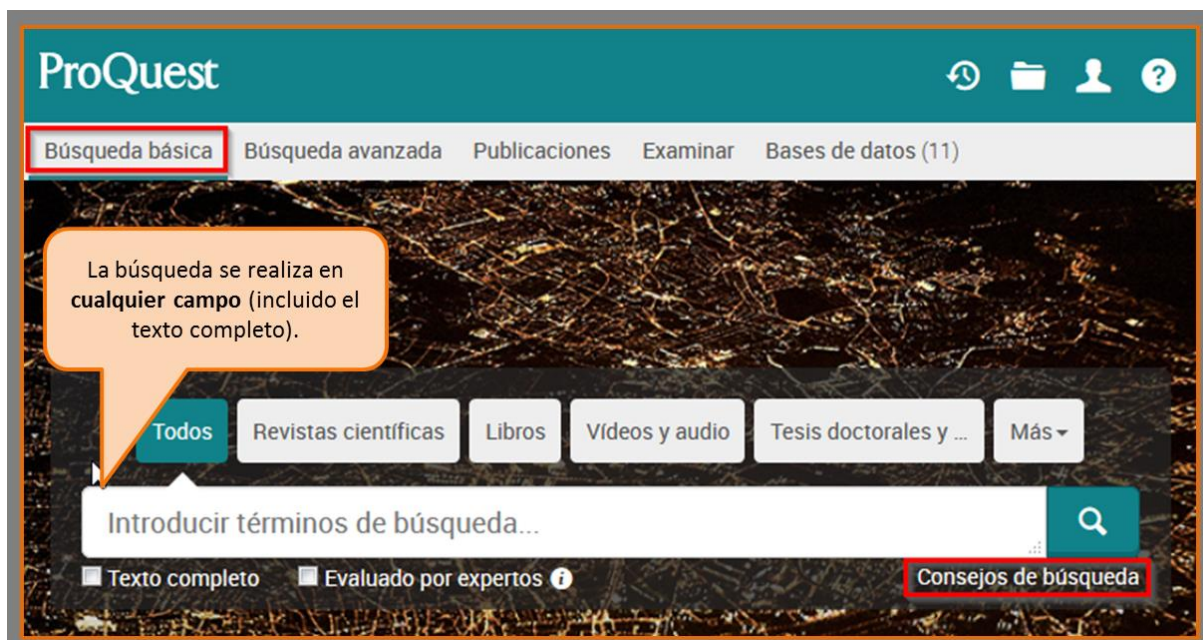 ProQuest
Búsqueda básica Búsqueda avanzada Publicaciones Examinar Bases de datos (11)
La búsqueda se realiza en
cualquier campo (incluido el
texto completo).
Todos Revistas científicas Libros Vídeos y audio Tesis doctorales y ... Más
Introducir términos de búsqueda...
Texto completo Evaluado por expertos Consejos de búsqueda